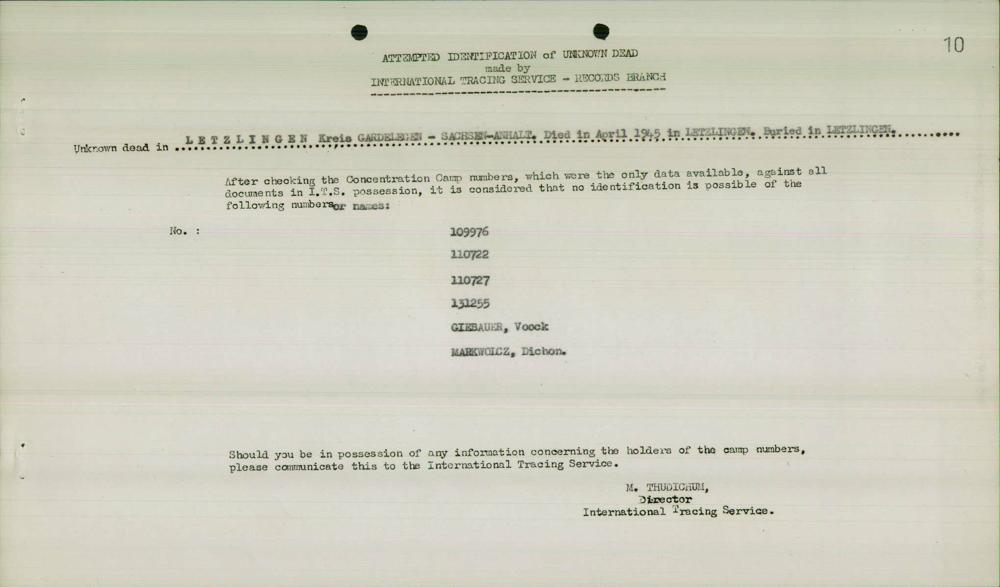 10
ATTEMPTED IDENTIFICATION of UNKNOWN DEAD
made by
INTERNATIONAL TRACING SERVICE - RECORDS BRANCH
Unknown dead in LETZLINGEN Kreis GARDELEGEN - SACHSEN-ANHALT. Died in April 1945 in LETZLINGEN. Buried in LETZLINGEN.
After checking the Concentration Camp numbers, which were the only data available, against all
documents in I.T.S. possession, it is considered that no identification is possible of the
following numbers or names:
No. : 109976
110722
110727
131255
GIEBAUER, Voock
MARKWOICZ, Dichon.
Should you be in possession of any information concerning the holders of the camp numbers,
please communicate this to the International Tracing Service.
M. THUDICHUM,
Director
International Tracing Service.